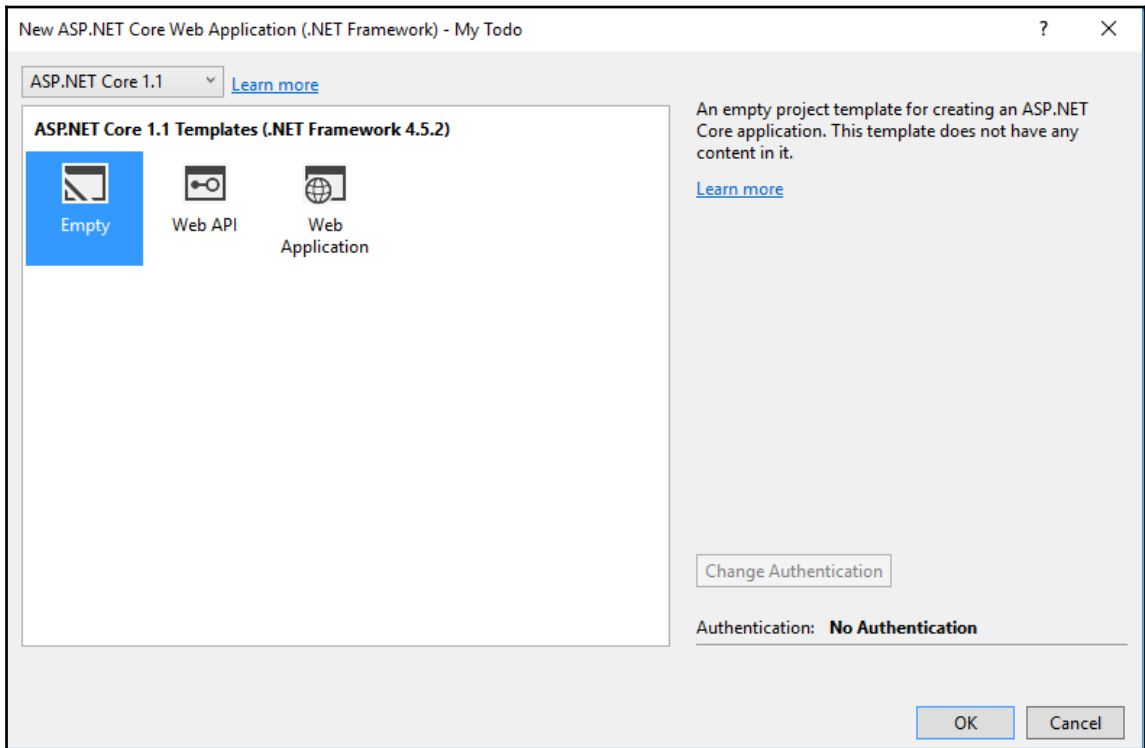 New ASP.NET Core Web Application (.NET Framework) - My Todo
ASP.NET Core 1.1
Learn more
ASP.NET Core 1.1 Templates (.NET Framework 4.5.2)
Empty
Web API
Web
Application
An empty project template for creating an ASP.NET
Core application. This template does not have any
content in it.
Learn more
Change Authentication
Authentication: No Authentication
OK
Cancel